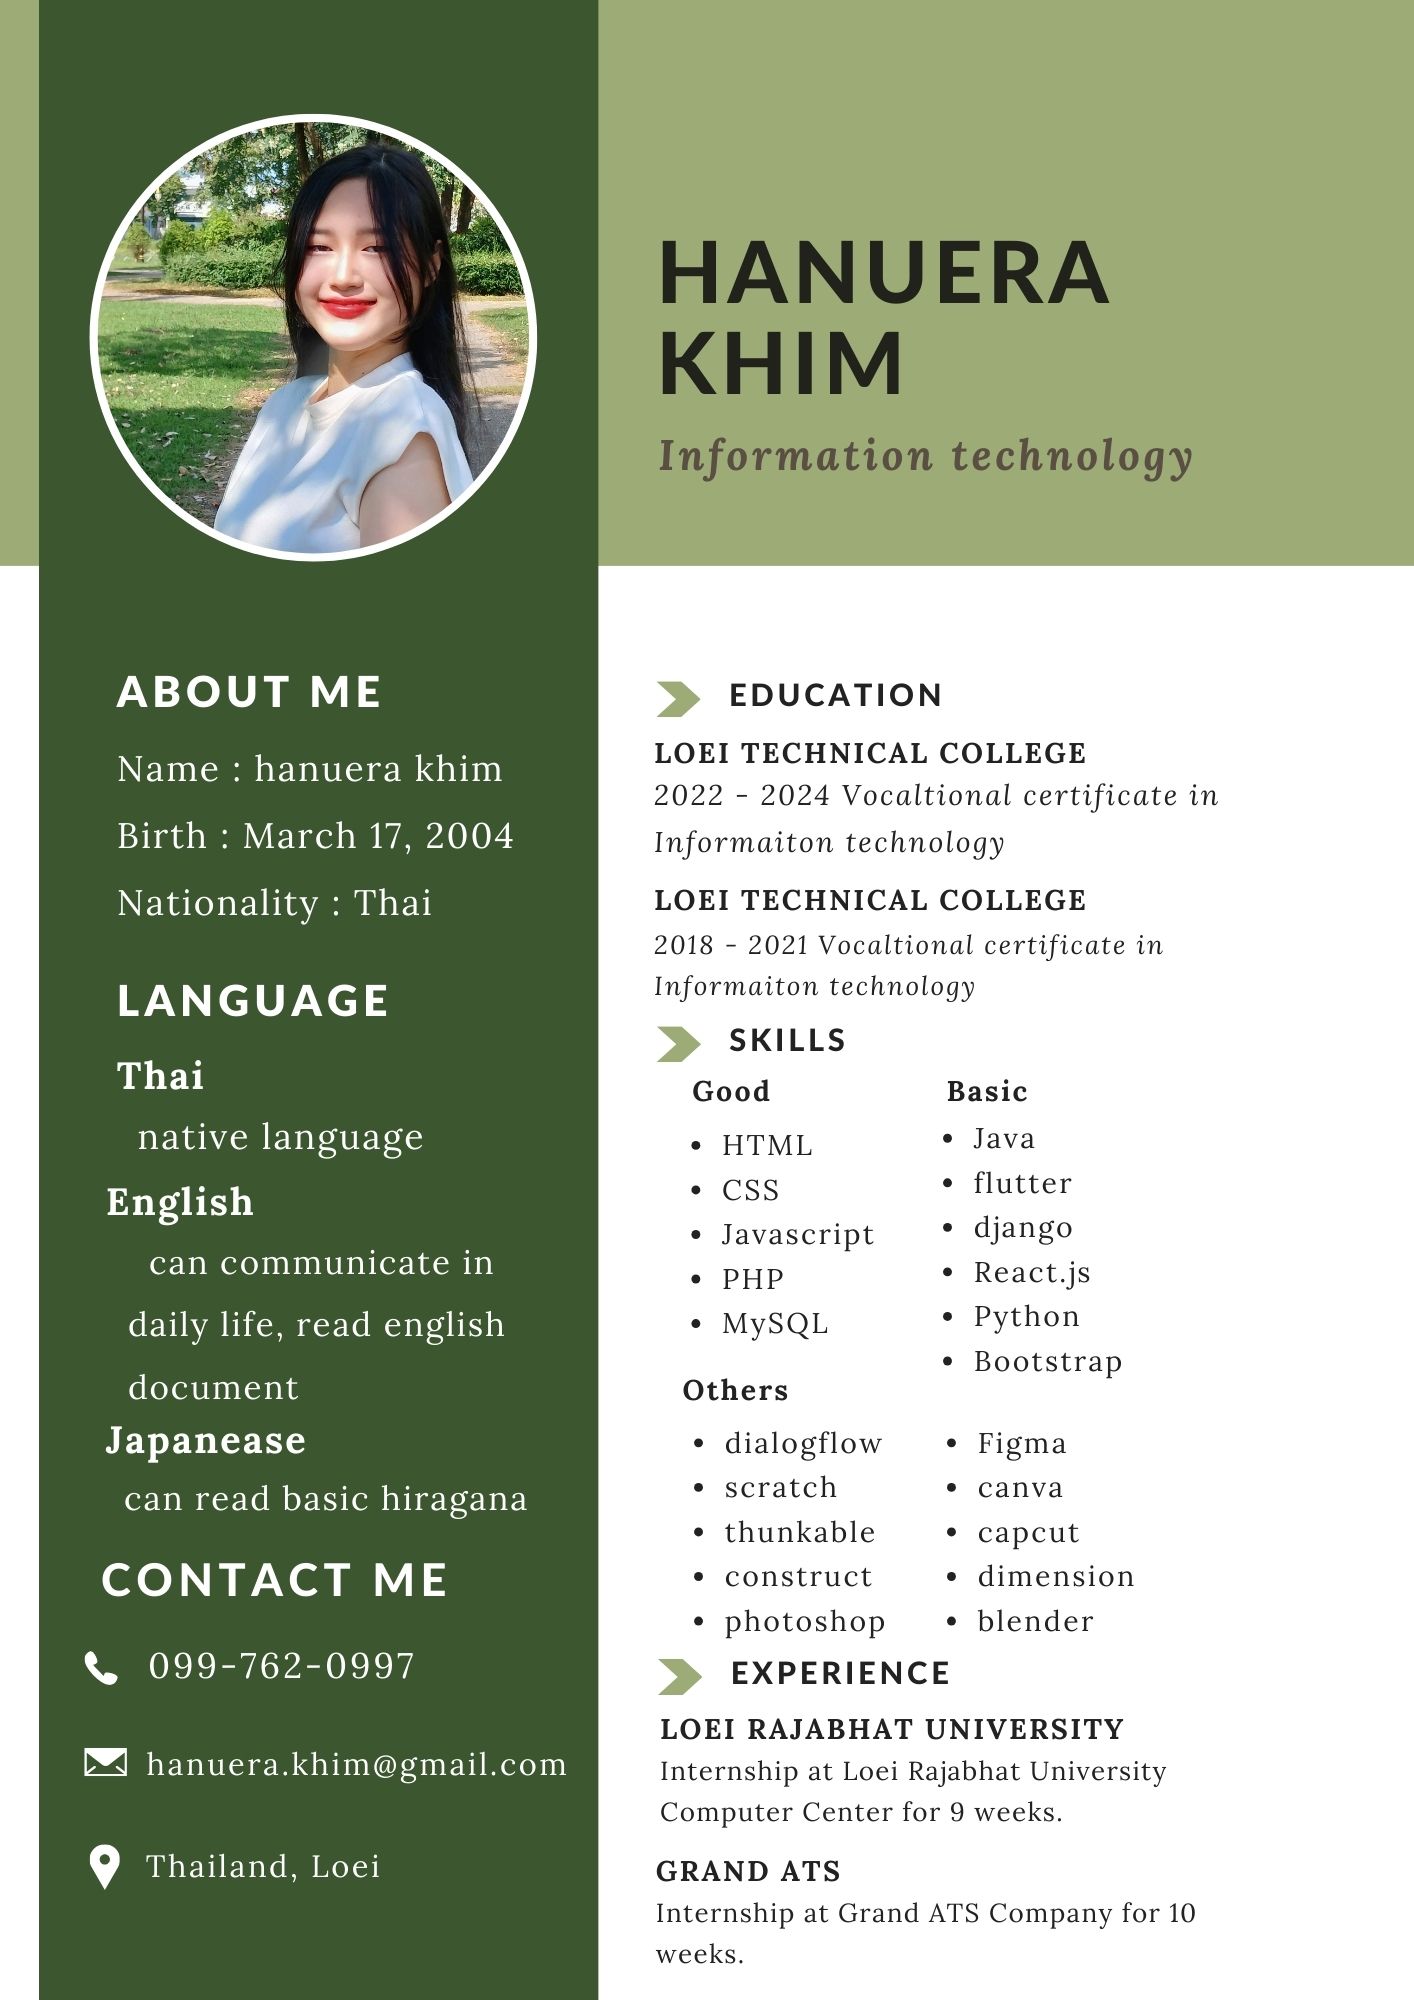 HANUERA
KHIM
Information technology
ABOUT ME
Name : hanuera khim
Birth : March 17, 2004
Nationality : Thai
LANGUAGE
Thai
native language
English
can communicate in
daily life, read english
document
Japanease
can read basic hiragana
CONTACT ME
099-762-0997
hanuera.khim@gmail.com
Thailand, Loei
EDUCATION
LOEI TECHNICAL COLLEGE
2022 - 2024 Vocaltional certificate in
Informaiton technology
LOEI TECHNICAL COLLEGE
2018 - 2021 Vocaltional certificate in
Informaiton technology
SKILLS
Good
• HTML
• CSS
• Javascript
• PHP
• MySQL
Basic
• Java
• flutter
• django
• React.js
• Python
• Bootstrap
Others
• dialogflow
• scratch
• thunkable
• construct
• photoshop
• Figma
• canva
• capcut
• dimension
• blender
EXPERIENCE
LOEI RAJABHAT UNIVERSITY
Internship at Loei Rajabhat University
Computer Center for 9 weeks.
GRAND ATS
Internship at Grand ATS Company for 10
weeks.